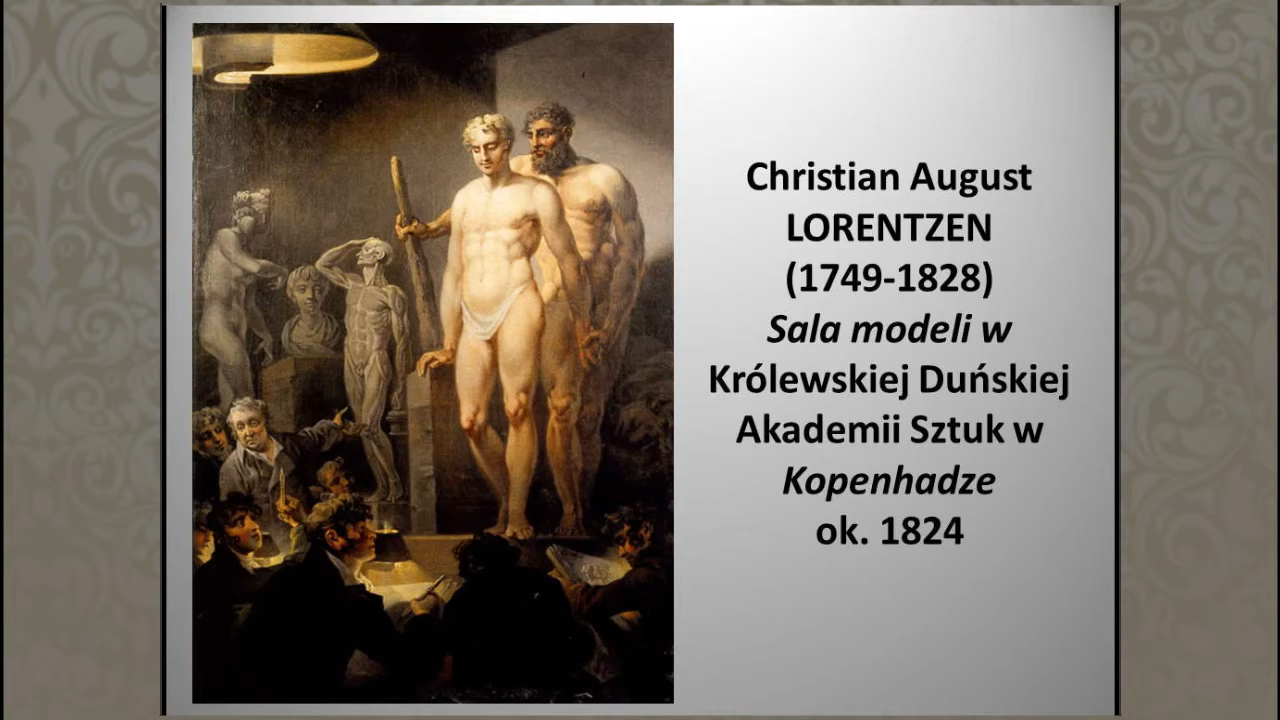 Christian August
LORENTZEN
(1749-1828)
Sala modeli w
Królewskiej Duńskiej
Akademii Sztuk w
Kopenhadze
ok. 1824